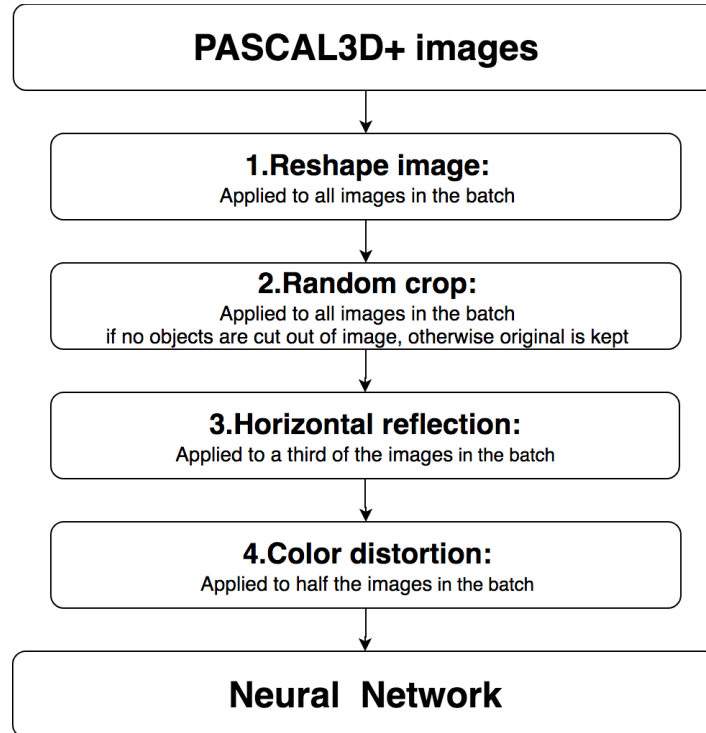 PASCAL3D+ images
1.Reshape image:
Applied to all images in the batch
2.Random crop:
Applied to all images in the batch
if no objects are cut out of image, otherwise original is kept
3.Horizontal reflection:
Applied to a third of the images in the batch
4.Color distortion:
Applied to half the images in the batch
Neural Network